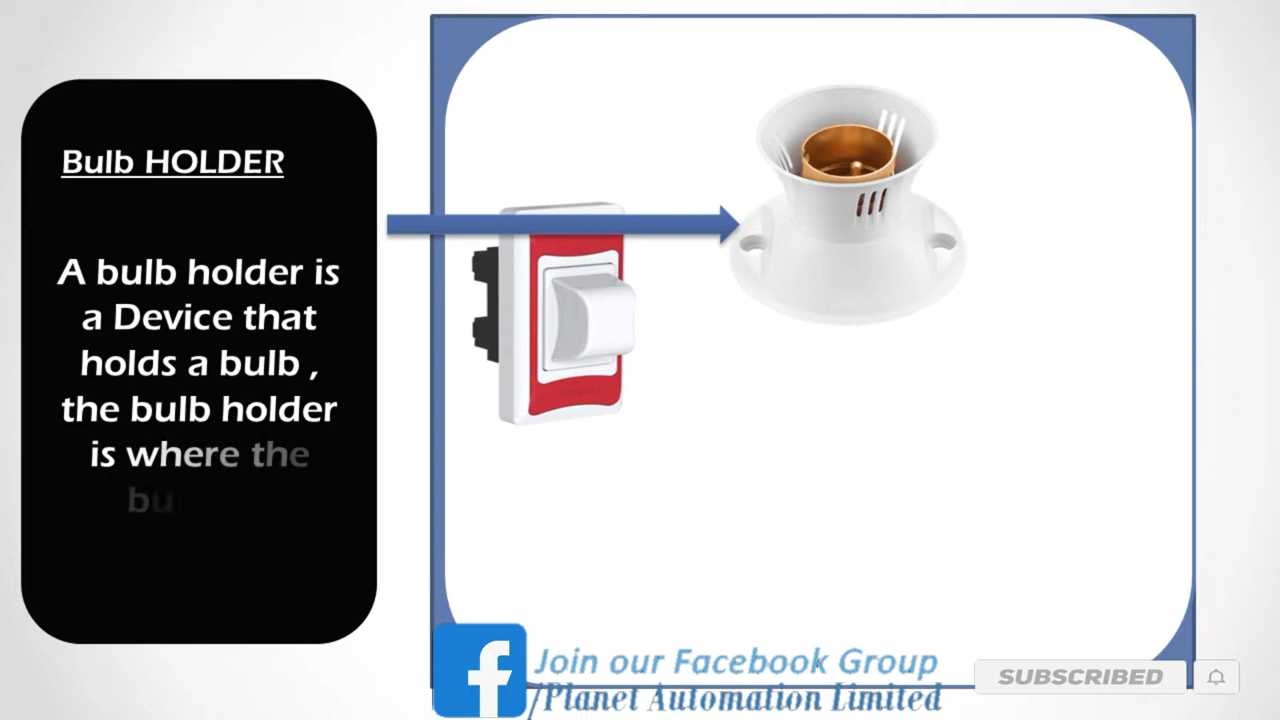 Bulb HOLDER
A bulb holder is
a Device that
holds a bulb ,
the bulb holder
is where the
Join our Facebook Group
/Planet Automation Limited
SUBSCRIBED